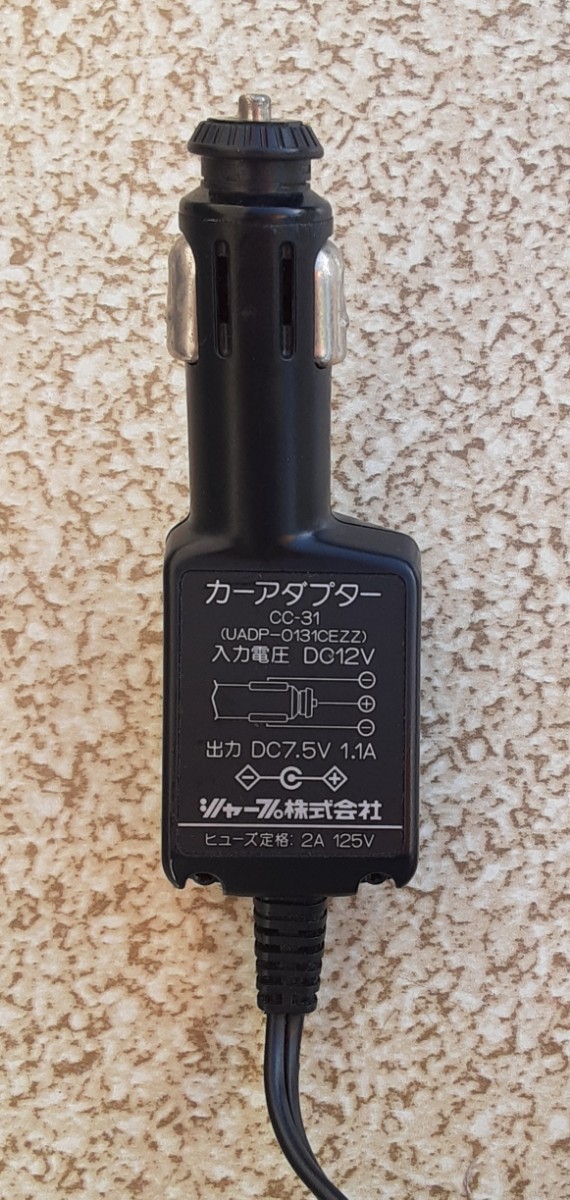 カーアダプター
CC-31
(UADP-0131CEZZ)
入力電圧 DC12V
出力 DC7.5V 1.1A
シャープ株式会社
ヒューズ定格: 2A 125V